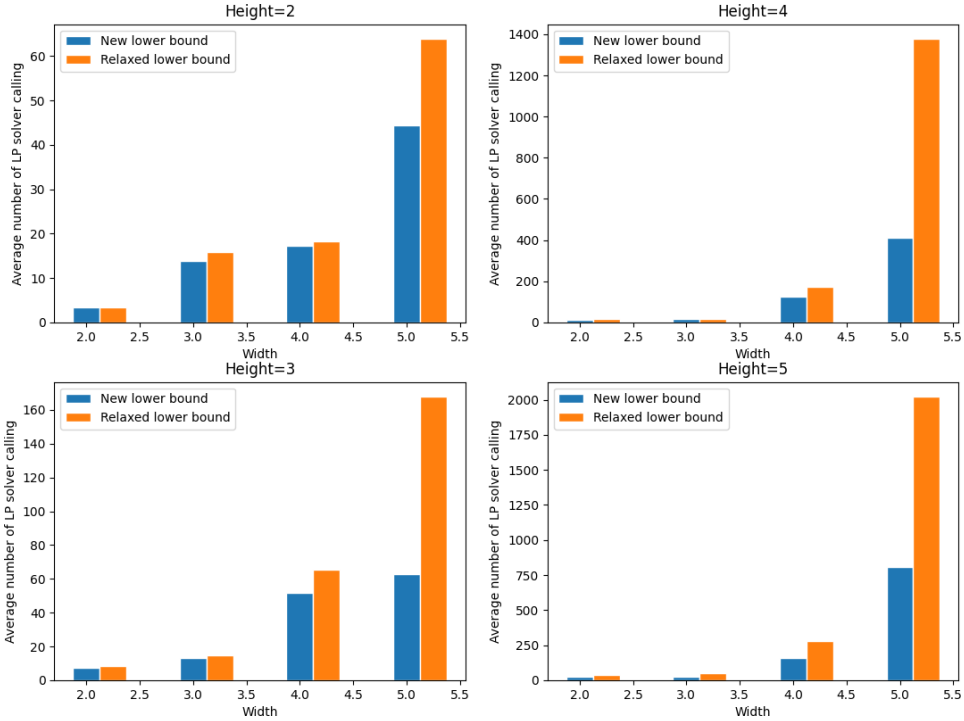 Height=2
New lower bound
Relaxed lower bound
Average number of LP solver calling
60
50
40
30
20
10
0
2.0 2.5 3.0 3.5 4.0 4.5 5.0 5.5
Width
Height=4
New lower bound
Relaxed lower bound
Average number of LP solver calling
1400
1200
1000
800
600
400
200
0
2.0 2.5 3.0 3.5 4.0 4.5 5.0 5.5
Width
Height=3
New lower bound
Relaxed lower bound
Average number of LP solver calling
160
140
120
100
80
60
40
20
0
2.0 2.5 3.0 3.5 4.0 4.5 5.0 5.5
Width
Height=5
New lower bound
Relaxed lower bound
Average number of LP solver calling
2000
1750
1500
1250
1000
750
500
250
0
2.0 2.5 3.0 3.5 4.0 4.5 5.0 5.5
Width